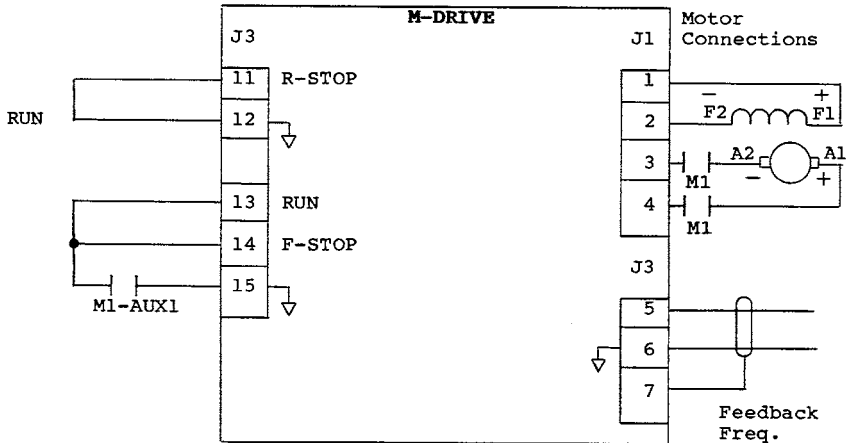 M-DRIVE
J3
J1
Motor
Connections
11 R-STOP
12
RUN
13 RUN
14 F-STOP
15
M1-AUX1
1
2
3
4
− +
F2 F1
A2 A1
− +
M1
M1
J3
5
6
7
Feedback
Freq.